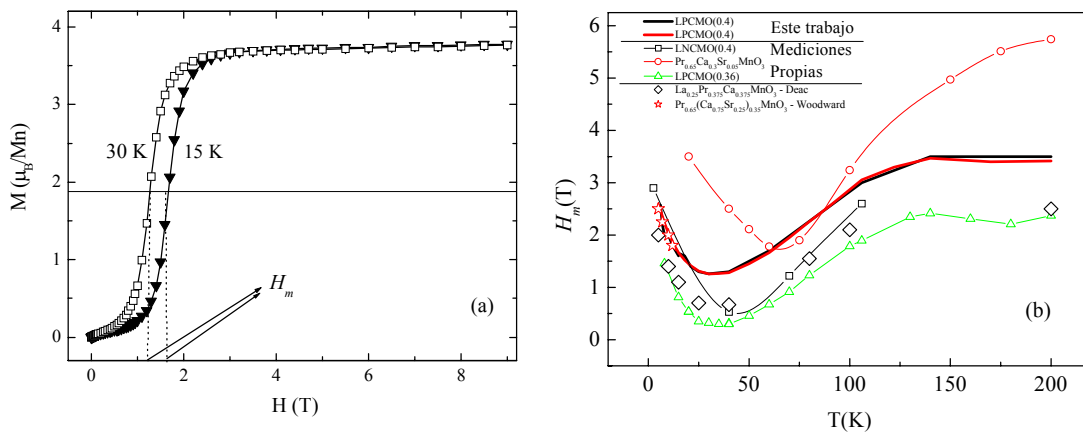 4
3
2
1
0
M (μB/Mn)
30 K
15 K
Hm
(a)
0 2 4 6 8
H (T)
6
5
4
3
2
1
0
Hm(T)
LPCMO(0.4)
LPCMO(0.4)
Este trabajo
LNCMO(0.4)
Mediciones
Pr0.65Ca0.3Sr0.05MnO3
Propias
LPCMO(0.36)
La0.25Pr0.375Ca0.375MnO3 - Deac
Pr0.65(Ca0.75Sr0.25)0.35MnO3 - Woodward
(b)
0 50 100 150 200
T(K)